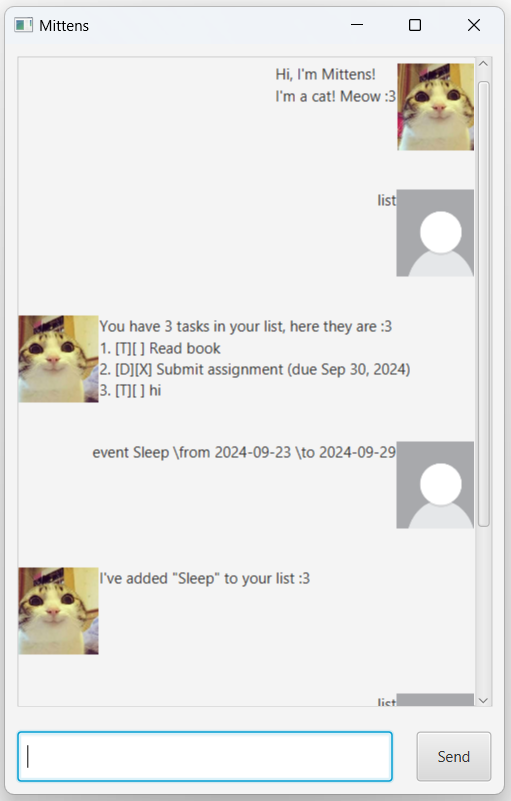 Mittens
Hi, I'm Mittens!
I'm a cat! Meow :3
list
You have 3 tasks in your list, here they are :3
1. [T][ ] Read book
2. [D][X] Submit assignment (due Sep 30, 2024)
3. [T][ ] hi
event Sleep \from 2024-09-23 \to 2024-09-29
I've added "Sleep" to your list :3
list
Send